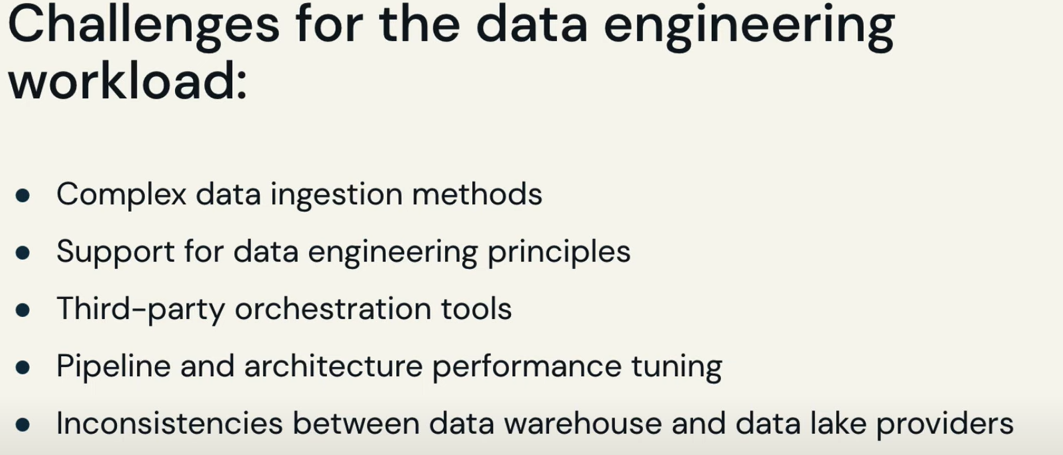 Challenges for the data engineering
workload:
● Complex data ingestion methods
● Support for data engineering principles
● Third-party orchestration tools
● Pipeline and architecture performance tuning
● Inconsistencies between data warehouse and data lake providers